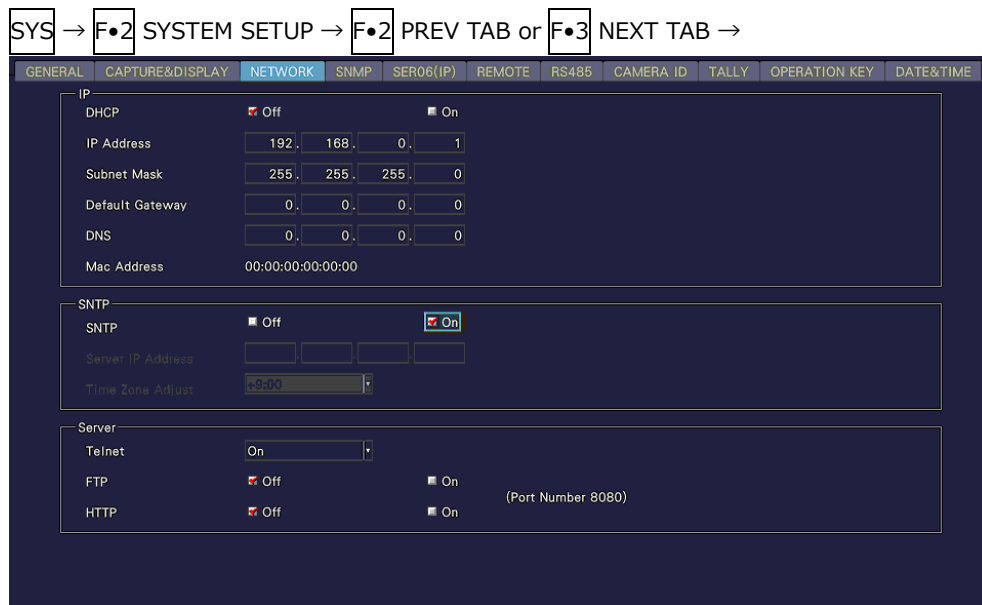 SYS → F•2 SYSTEM SETUP → F•2 PREV TAB or F•3 NEXT TAB →
GENERAL CAPTURE&DISPLAY NETWORK SNMP SER06(IP) REMOTE RS485 CAMERA ID TALLY OPERATION KEY DATE&TIME
IP
DHCP Off On
IP Address 192. 168. 0. 1
Subnet Mask 255. 255. 255. 0
Default Gateway 0. 0. 0. 0
DNS 0. 0. 0. 0
Mac Address 00:00:00:00:00:00
SNTP
SNTP Off On
Server IP Address . . .
Time Zone Adjust +9:00
Server
Telnet On
FTP Off On
(Port Number 8080)
HTTP Off On